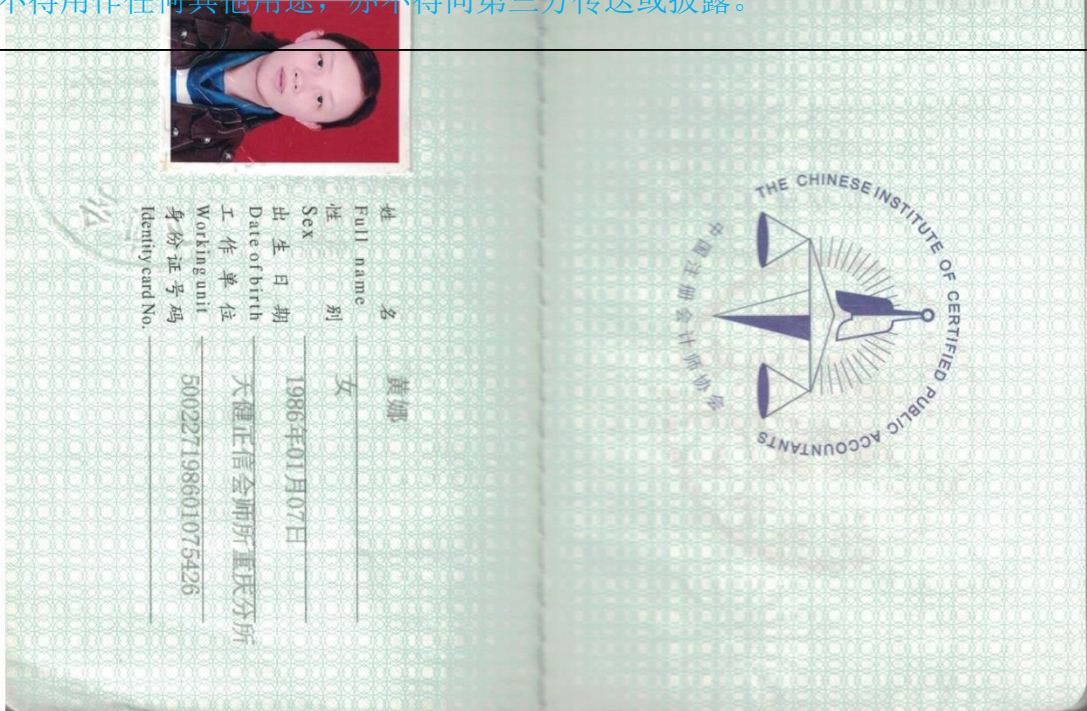 不得用作任何其他用途，亦不得向第三方传送或披露。
姓 名 黄娜
Full name
性 别 女
Sex
出 生 日 期 1986年01月07日
Date of birth
工 作 单 位 天健正信会师所重庆分所
Working unit
身份证号码 500227198601075426
Identity card No.
THE CHINESE INSTITUTE OF CERTIFIED PUBLIC ACCOUNTANTS
中国注册会计师协会